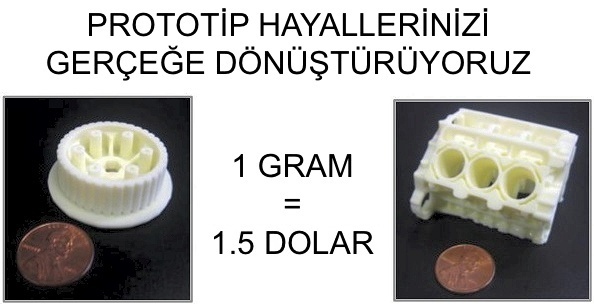 PROTOTİP HAYALLERİNİZİ
GERÇEĞE DÖNÜŞTÜRÜYORUZ
1 GRAM
=
1.5 DOLAR